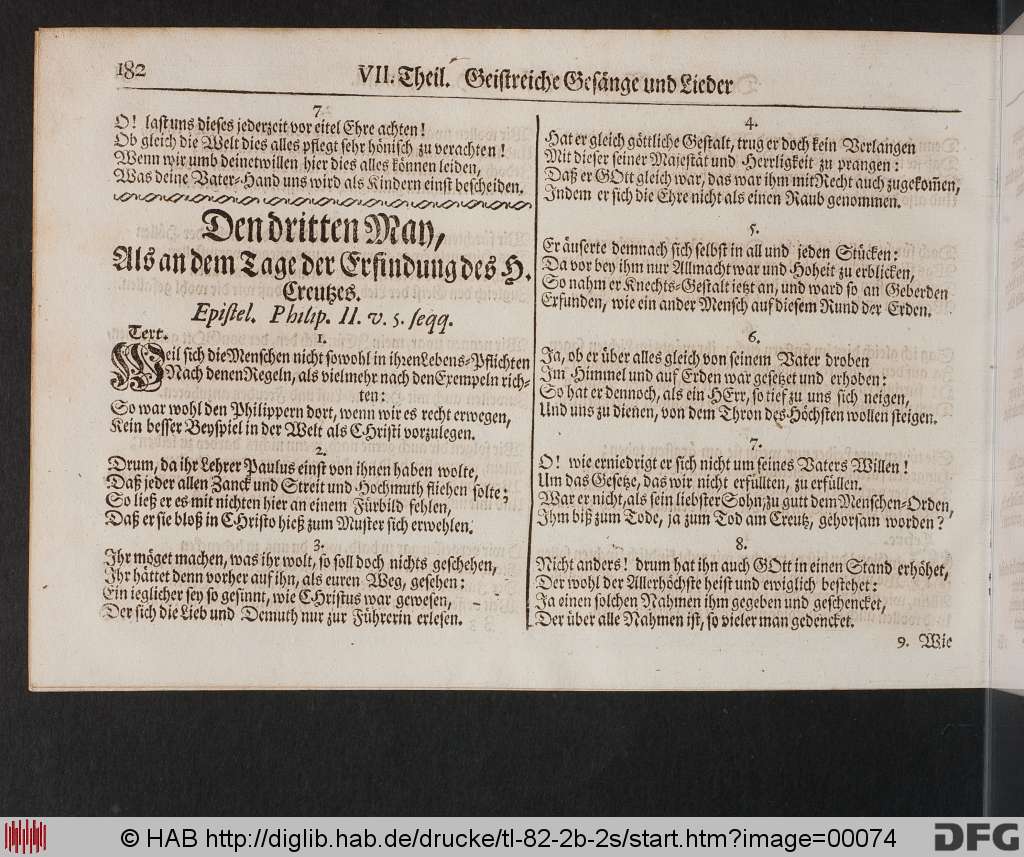 182
VII. Theil. Geistreiche Gesänge und Lieder
7.
O! last uns dieses jederzeit vor eitel Ehre achten!
Ob gleich die Welt dies alles pflegt sehr hönisch zu verachten!
Wenn wir umb deinetwillen hier dies alles können leiden,
Was deine Vater-Hand uns wird als Kindern einst bescheiden.
Den dritten May,
Als an dem Tage der Erfindung des H.
Creutzes.
Epistel. Philip. II. v. 5. seqq.
Text.
1.
Weil sich die Menschen nicht sowohl in ihren Lebens-Pflichten
Nach denen Regeln, als vielmehr nach den Exempeln rich-
ten:
So war wohl den Philippern dort, wenn wir es recht erwegen,
Kein besser Beyspiel in der Welt als CHristi vorzulegen.
2.
Drum, da ihr Lehrer Paulus einst von ihnen haben wolte,
Daß jeder allen Zanck und Streit und Hochmuth fliehen solte;
So ließ er es mit nichten hier an einem Fürbild fehlen,
Daß er sie bloß in CHristo hieß zum Muster sich erwehlen.
3.
Ihr möget machen, was ihr wolt, so soll doch nichts geschehen,
Ihr hättet denn vorher auf ihn, als euren Weg, gesehen:
Ein ieglicher sey so gesinnt, wie CHristus war gewesen,
Der sich die Lieb und Demuth nur zur Führerin erlesen.
4.
Hat er gleich göttliche Gestalt, trug er doch kein Verlangen
Mit dieser seiner Majestät und Herrligkeit zu prangen:
Daß er GOtt gleich war, das war ihm mit Recht auch zugekom̃en,
Indem er sich die Ehre nicht als einen Raub genommen.
5.
Er äuserte demnach sich selbst in all und jeden Stücken:
Da vor bey ihm nur Allmacht war und Hoheit zu erblicken,
So nahm er Knechts-Gestalt ietzt an, und ward so an Geberden
Erfunden, wie ein ander Mensch auf diesem Rund der Erden.
6.
Ja, ob er über alles gleich von seinem Vater droben
Im Himmel und auf Erden war gesetzet und erhoben:
So hat er dennoch, als ein HErr, so tief zu uns sich neigen,
Und uns zu dienen, von dem Thron des Höchsten wollen steigen.
7.
O! wie erniedrigt er sich nicht um seines Vaters Willen!
Um das Gesetze, das wir nicht erfüllten, zu erfüllen.
War er nicht, als sein liebster Sohn, zu gutt dem Menschen-Orden,
Ihm biß zum Tode, ja zum Tod am Creutz, gehorsam worden?
8.
Nicht anders! drum hat ihn auch GOtt in einen Stand erhöhet,
Der wohl der Allerhöchste heist und ewiglich bestehet:
Ja einen solchen Nahmen ihm gegeben und geschencket,
Der über alle Nahmen ist, so vieler man gedencket.
9. Wie
© HAB http://diglib.hab.de/drucke/tl-82-2b-2s/start.htm?image=00074
DFG